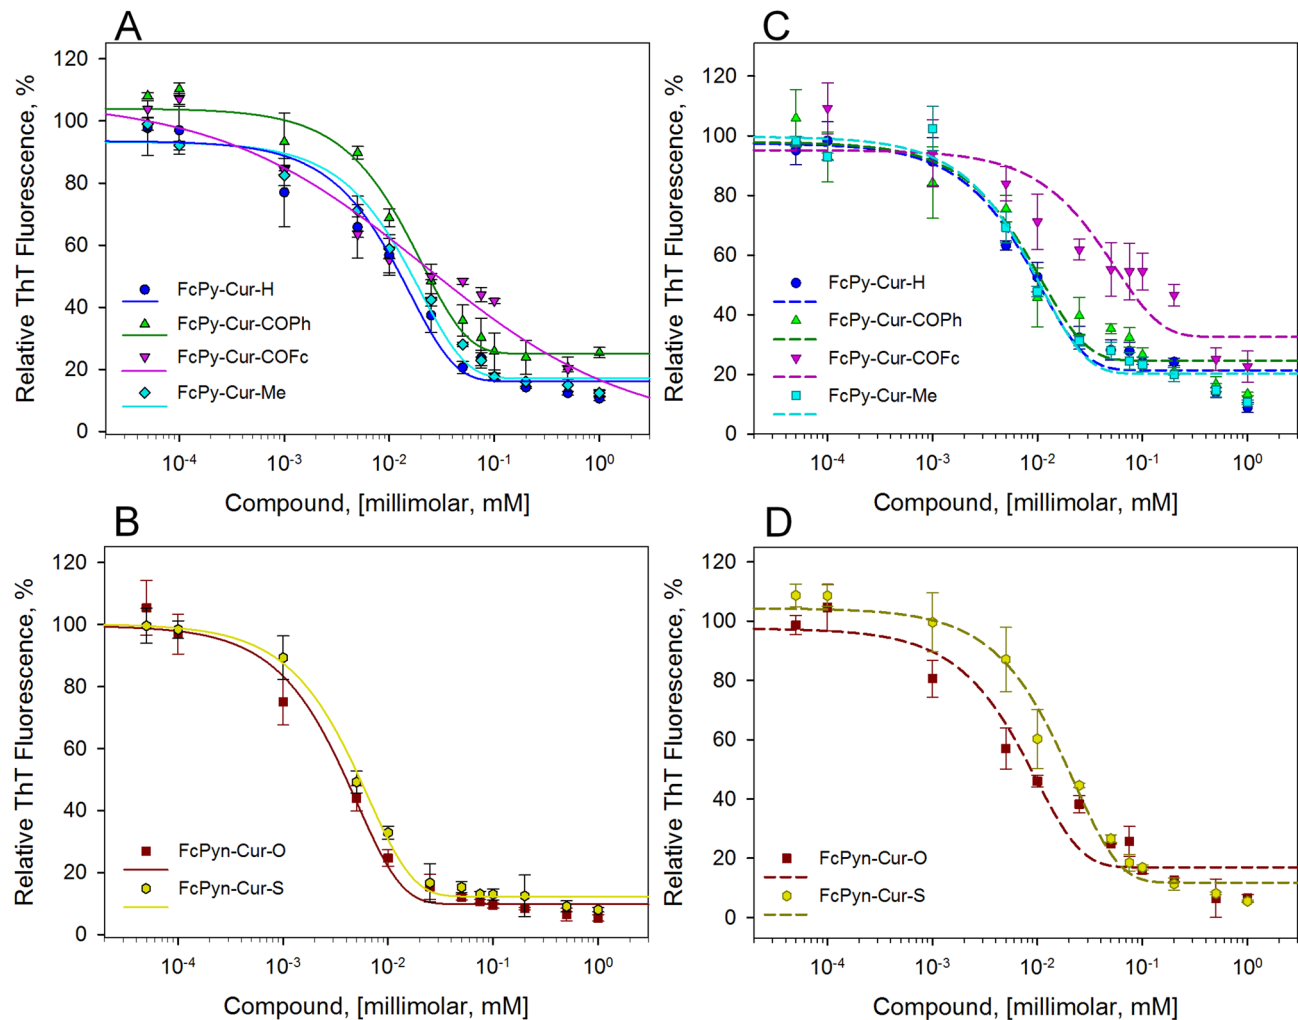 A
Relative ThT Fluorescence, %
120
100
80
60
40
20
0
FcPy-Cur-H
FcPy-Cur-COPh
FcPy-Cur-COFc
FcPy-Cur-Me
10-4
10-3
10-2
10-1
100
Compound, [millimolar, mM]
C
Relative ThT Fluorescence, %
120
100
80
60
40
20
0
FcPy-Cur-H
FcPy-Cur-COPh
FcPy-Cur-COFc
FcPy-Cur-Me
10-4
10-3
10-2
10-1
100
Compound, [millimolar, mM]
B
Relative ThT Fluorescence, %
120
100
80
60
40
20
0
FcPyn-Cur-O
FcPyn-Cur-S
10-4
10-3
10-2
10-1
100
Compound, [millimolar, mM]
D
Relative ThT Fluorescence, %
120
100
80
60
40
20
0
FcPyn-Cur-O
FcPyn-Cur-S
10-4
10-3
10-2
10-1
100
Compound, [millimolar, mM]